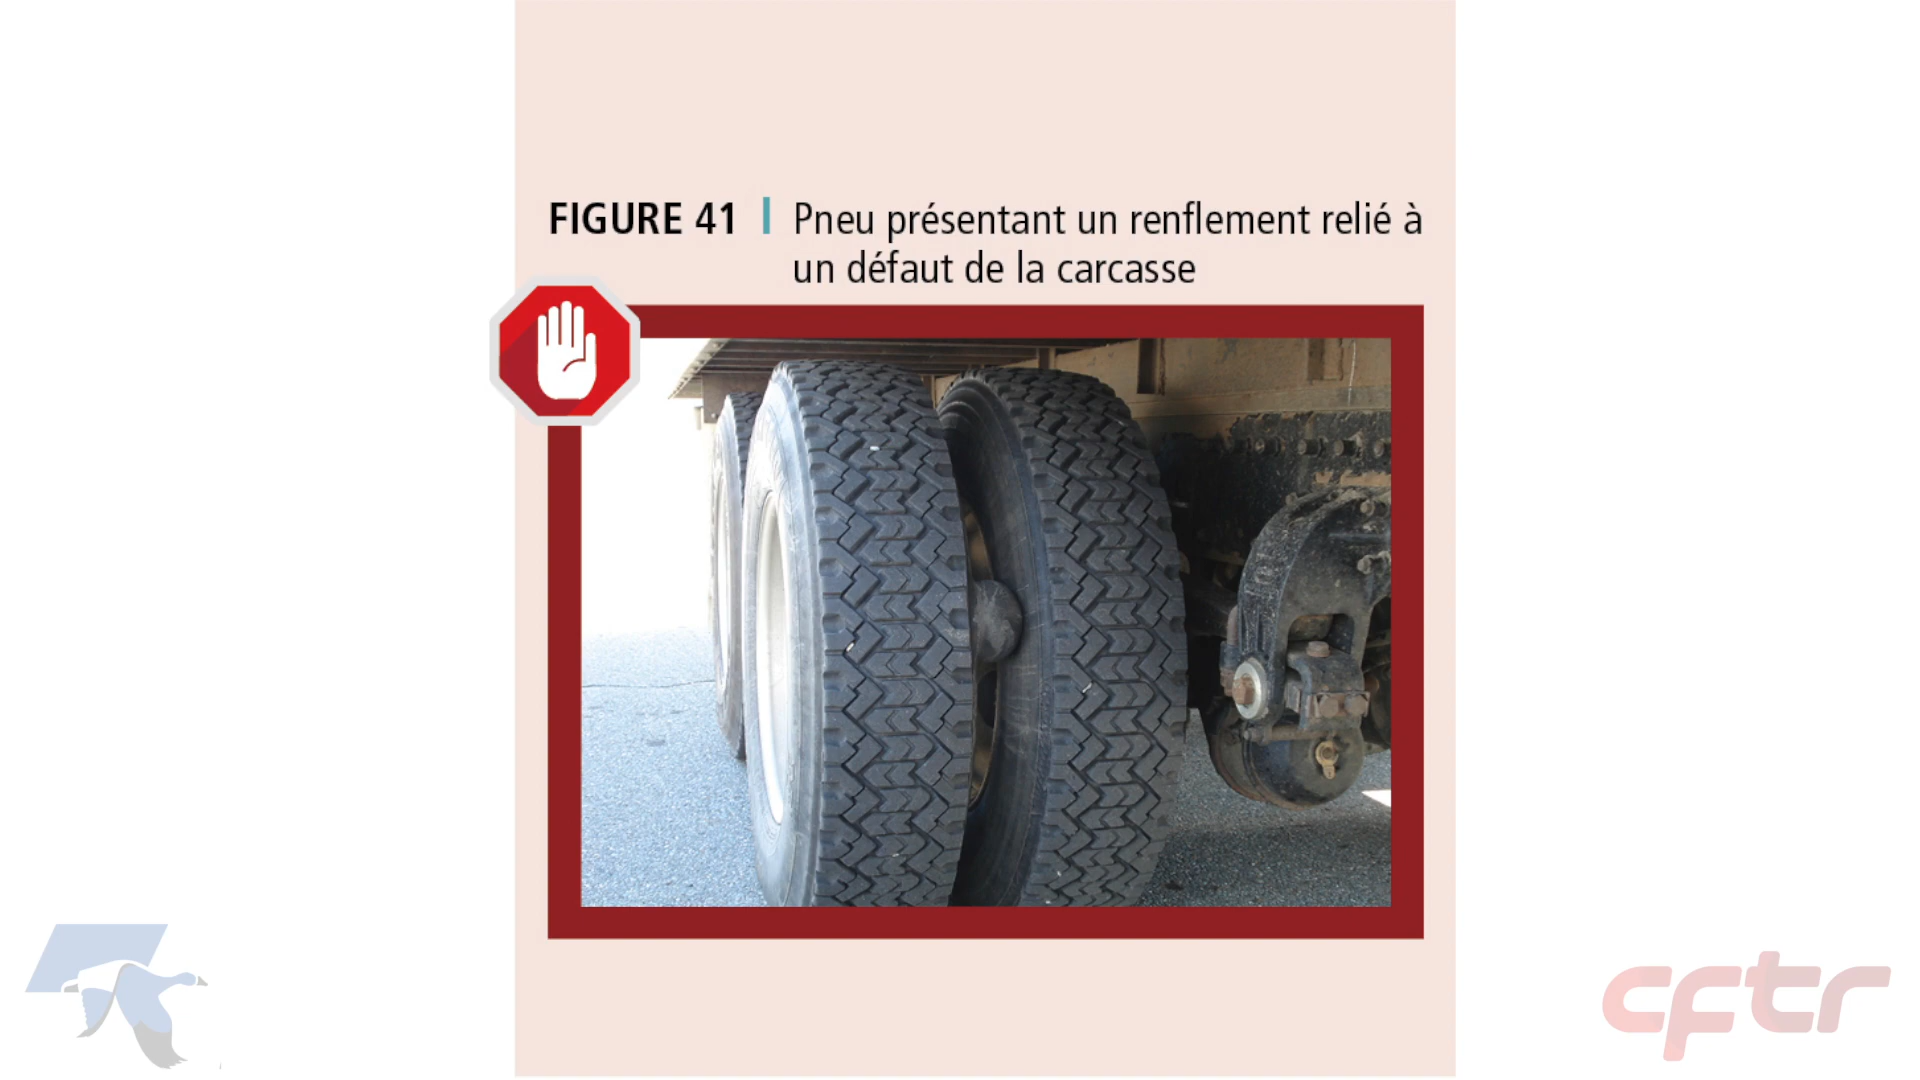 FIGURE 41 | Pneu présentant un renflement relié à
un défaut de la carcasse
cftr